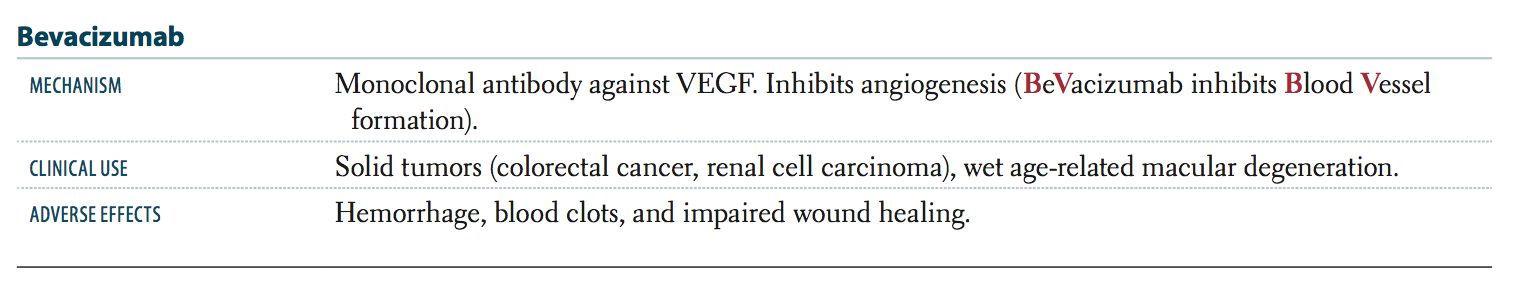 Bevacizumab
MECHANISM Monoclonal antibody against VEGF. Inhibits angiogenesis (BeVacizumab inhibits Blood Vessel
formation).
CLINICAL USE Solid tumors (colorectal cancer, renal cell carcinoma), wet age-related macular degeneration.
ADVERSE EFFECTS Hemorrhage, blood clots, and impaired wound healing.